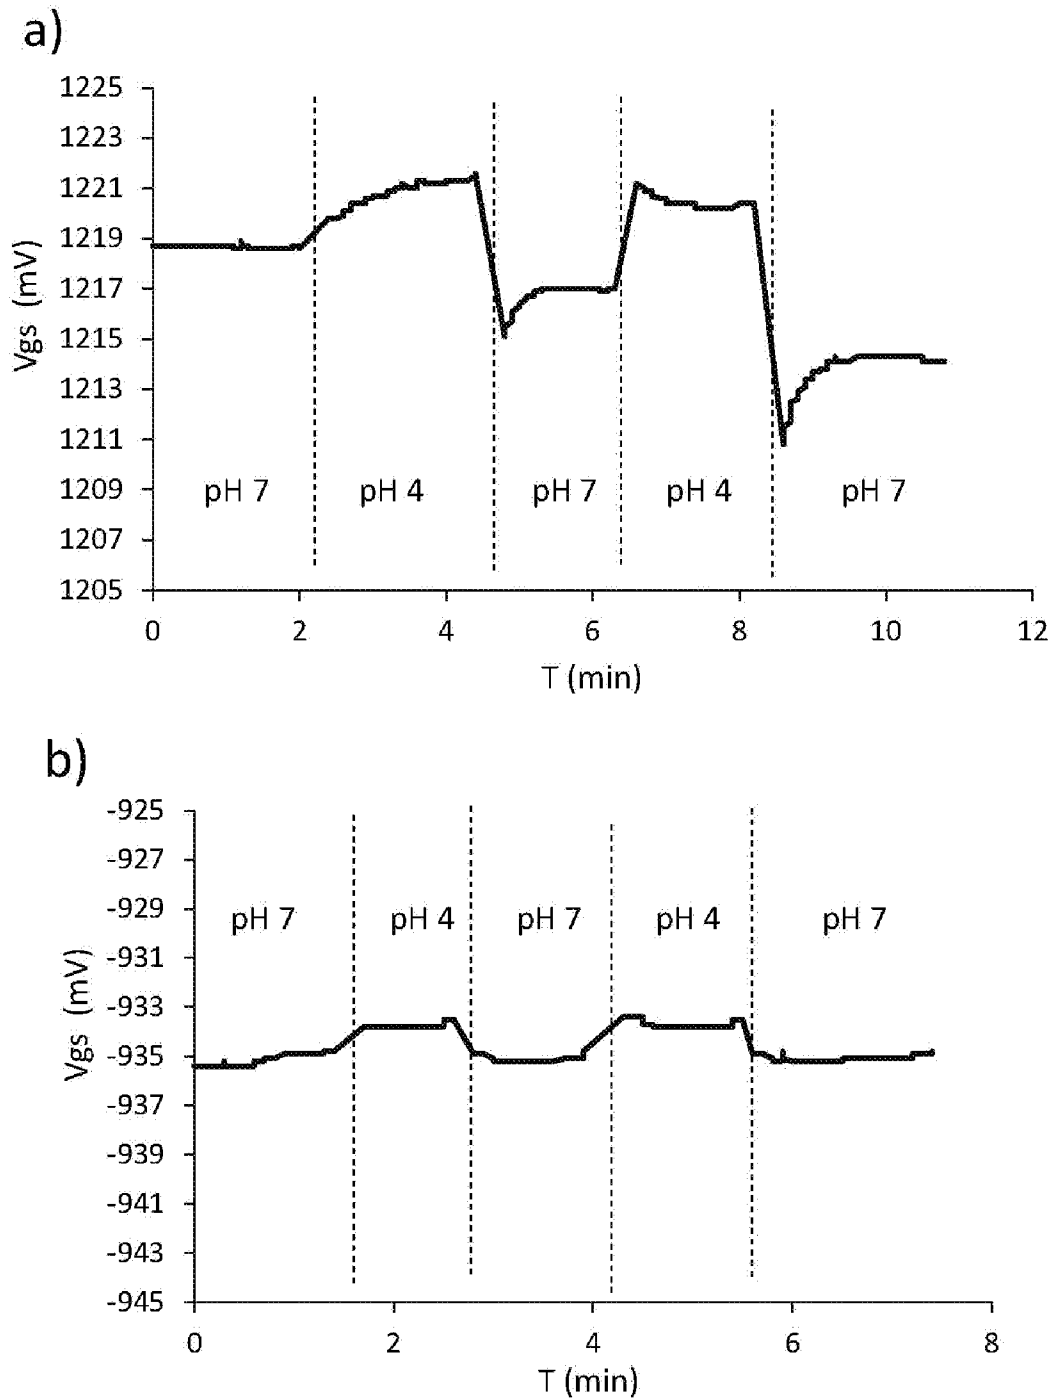 a)
Vgs (mV)
1225
1223
1221
1219
1217
1215
1213
1211
1209
1207
1205
pH 7
pH 4
pH 7
pH 4
pH 7
0 2 4 6 8 10 12
T (min)
b)
Vgs (mV)
-925
-927
-929
-931
-933
-935
-937
-939
-941
-943
-945
pH 7
pH 4
pH 7
pH 4
pH 7
0 2 4 6 8
T (min)